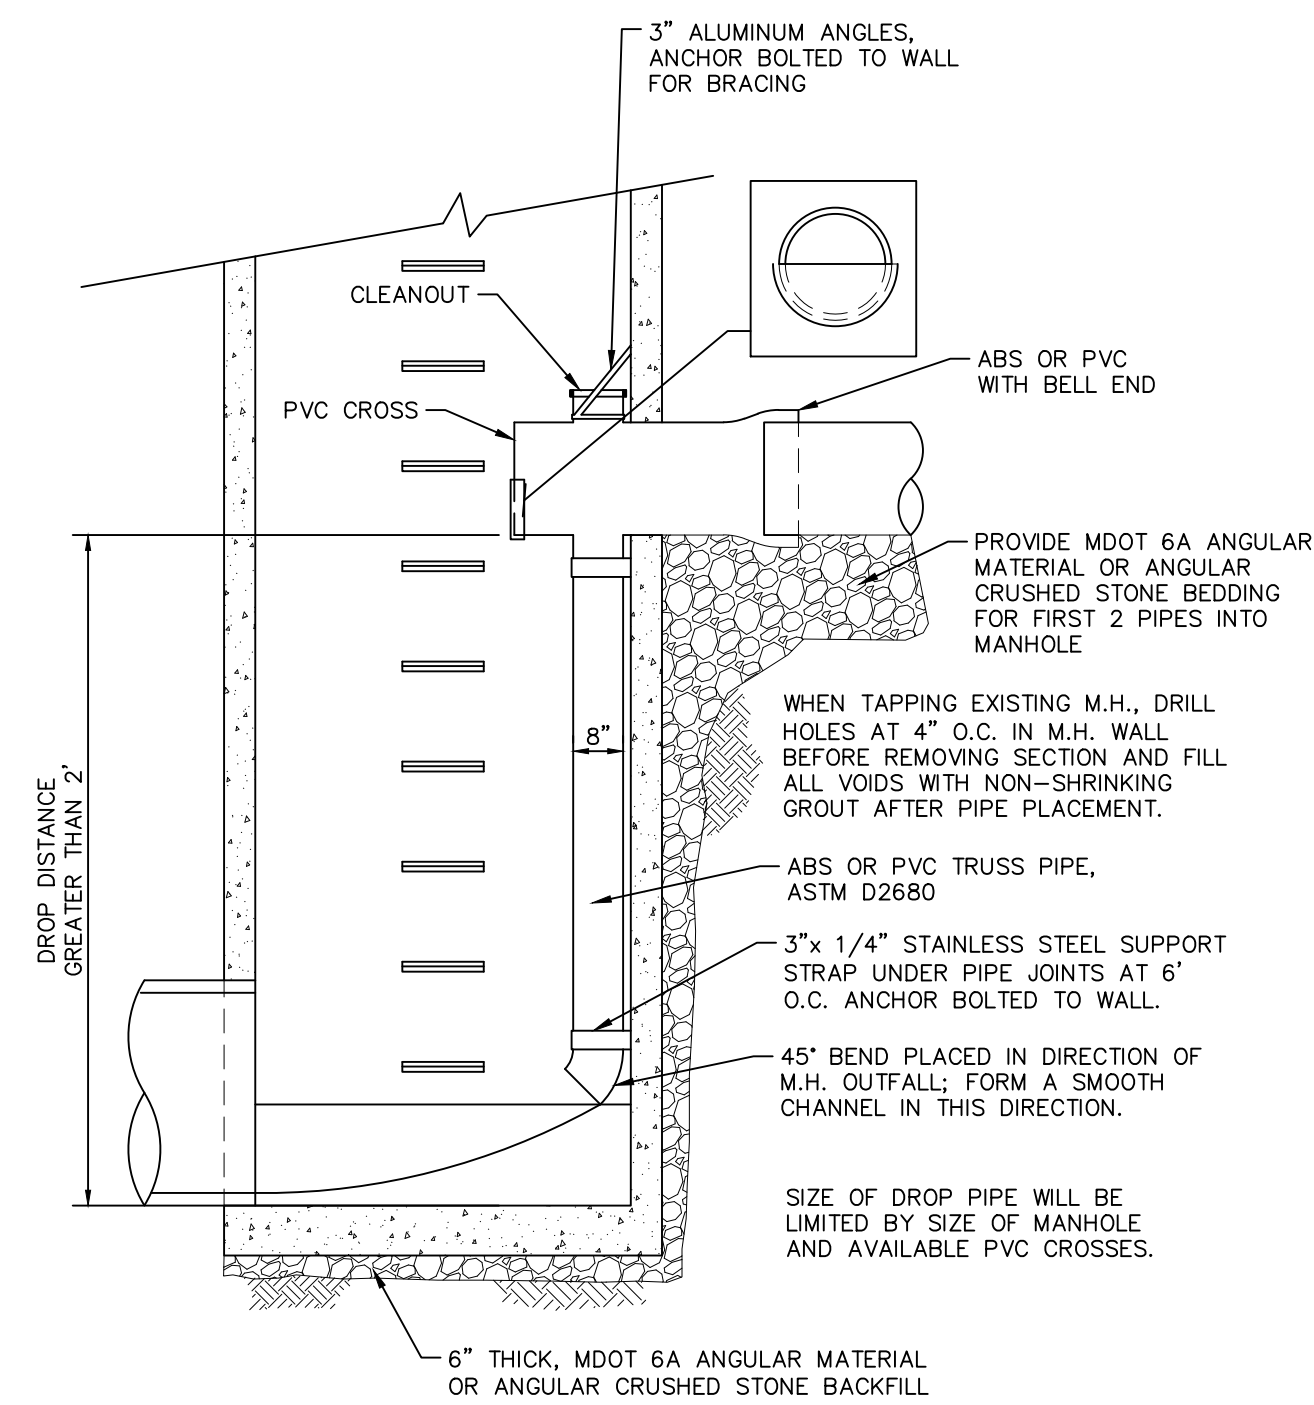 3" ALUMINUM ANGLES,
ANCHOR BOLTED TO WALL
FOR BRACING
CLEANOUT
PVC CROSS
ABS OR PVC
WITH BELL END
PROVIDE MDOT 6A ANGULAR
MATERIAL OR ANGULAR
CRUSHED STONE BEDDING
FOR FIRST 2 PIPES INTO
MANHOLE
WHEN TAPPING EXISTING M.H., DRILL
HOLES AT 4" O.C. IN M.H. WALL
BEFORE REMOVING SECTION AND FILL
ALL VOIDS WITH NON-SHRINKING
GROUT AFTER PIPE PLACEMENT.
8"
DROP DISTANCE
GREATER THAN 2'
ABS OR PVC TRUSS PIPE,
ASTM D2680
3"x 1/4" STAINLESS STEEL SUPPORT
STRAP UNDER PIPE JOINTS AT 6'
O.C. ANCHOR BOLTED TO WALL.
45° BEND PLACED IN DIRECTION OF
M.H. OUTFALL; FORM A SMOOTH
CHANNEL IN THIS DIRECTION.
SIZE OF DROP PIPE WILL BE
LIMITED BY SIZE OF MANHOLE
AND AVAILABLE PVC CROSSES.
6" THICK, MDOT 6A ANGULAR MATERIAL
OR ANGULAR CRUSHED STONE BACKFILL